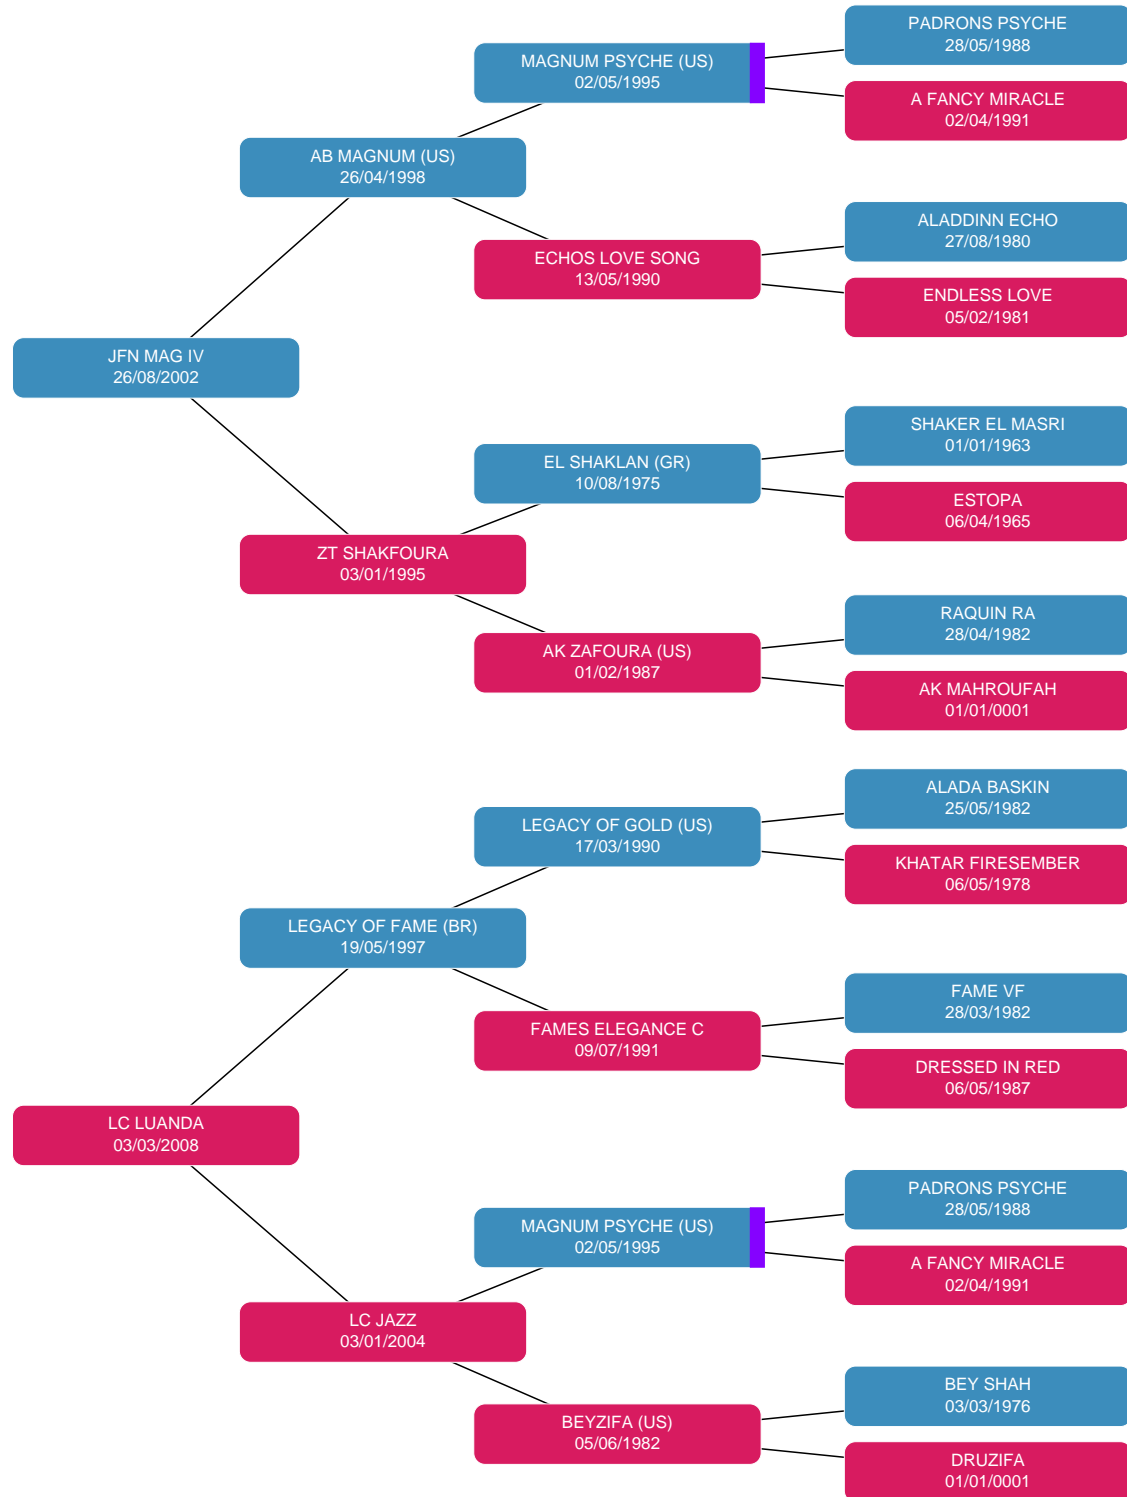 PADRONS PSYCHE
28/05/1988
MAGNUM PSYCHE (US)
02/05/1995
A FANCY MIRACLE
02/04/1991
AB MAGNUM (US)
26/04/1998
ALADDINN ECHO
27/08/1980
ECHOS LOVE SONG
13/05/1990
ENDLESS LOVE
05/02/1981
JFN MAG IV
26/08/2002
SHAKER EL MASRI
01/01/1963
EL SHAKLAN (GR)
10/08/1975
ESTOPA
06/04/1965
ZT SHAKFOURA
03/01/1995
RAQUIN RA
28/04/1982
AK ZAFOURA (US)
01/02/1987
AK MAHROUFAH
01/01/0001
ALADA BASKIN
25/05/1982
LEGACY OF GOLD (US)
17/03/1990
KHATAR FIRESEMBER
06/05/1978
LEGACY OF FAME (BR)
19/05/1997
FAME VF
28/03/1982
FAMES ELEGANCE C
09/07/1991
DRESSED IN RED
06/05/1987
LC LUANDA
03/03/2008
PADRONS PSYCHE
28/05/1988
MAGNUM PSYCHE (US)
02/05/1995
A FANCY MIRACLE
02/04/1991
LC JAZZ
03/01/2004
BEY SHAH
03/03/1976
BEYZIFA (US)
05/06/1982
DRUZIFA
01/01/0001